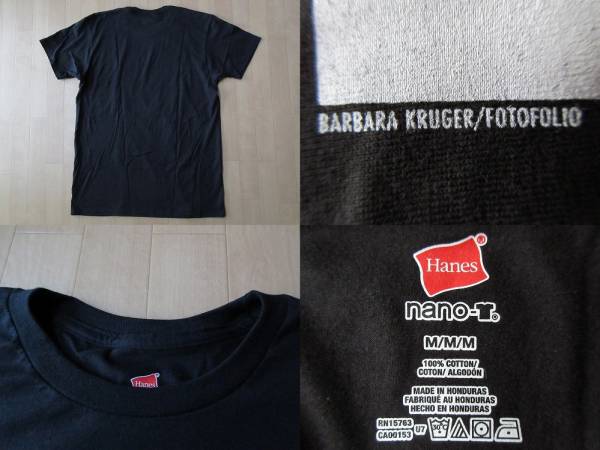 BARBARA KRUGER/FOTOFOLIO
Hanes
Hanes®
nano-T®
M/M/M
100% COTTON/
COTON/ ALGODÓN
MADE IN HONDURAS
FABRIQUÉ AU HONDURAS
HECHO EN HONDURAS
RN15763
CA00153 U7